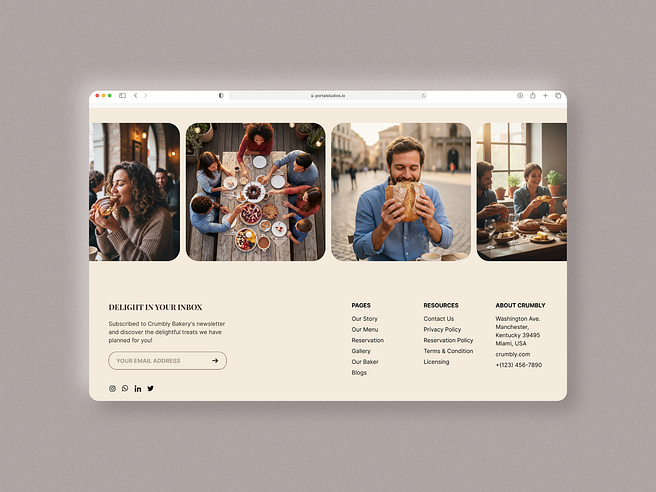 portalstudios.io
DELIGHT IN YOUR INBOX
Subscribed to Crumbly Bakery's newsletter
and discover the delightful treats we have
planned for you!
YOUR EMAIL ADDRESS
PAGES
Our Story
Our Menu
Reservation
Gallery
Our Baker
Blogs
RESOURCES
Contact Us
Privacy Policy
Reservation Policy
Terms & Condition
Licensing
ABOUT CRUMBLY
Washington Ave.
Manchester,
Kentucky 39495
Miami, USA
crumbly.com
+(123) 456-7890